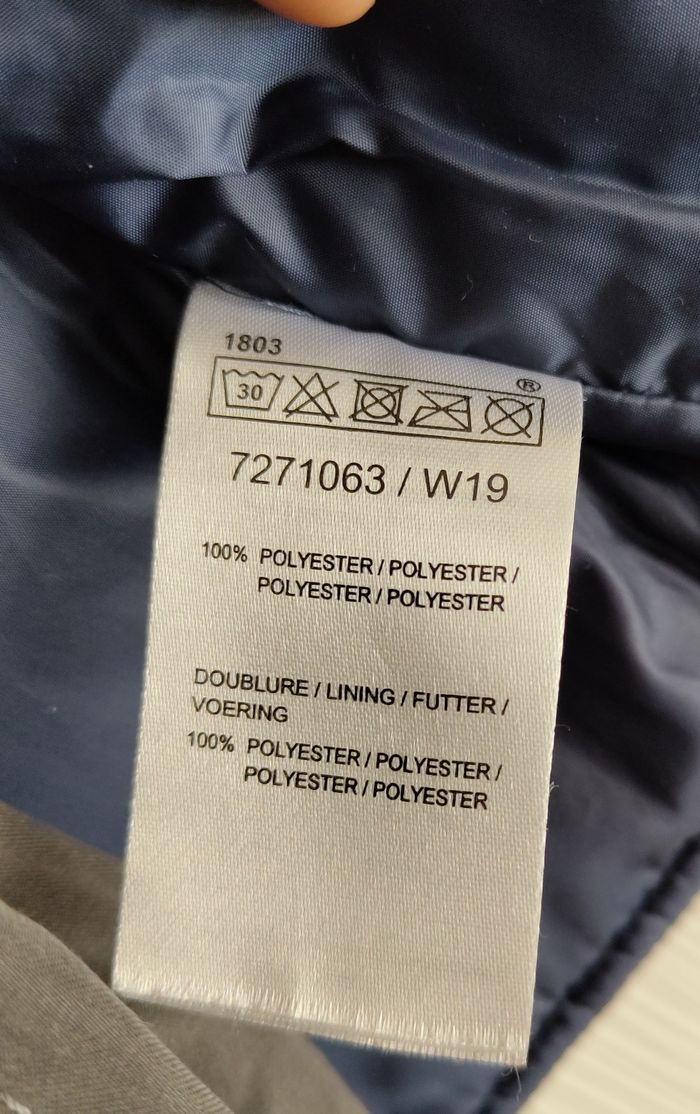 1803
®
30
7271063 / W19
100% POLYESTER / POLYESTER /
POLYESTER / POLYESTER
DOUBLURE / LINING / FUTTER /
VOERING
100% POLYESTER / POLYESTER /
POLYESTER / POLYESTER